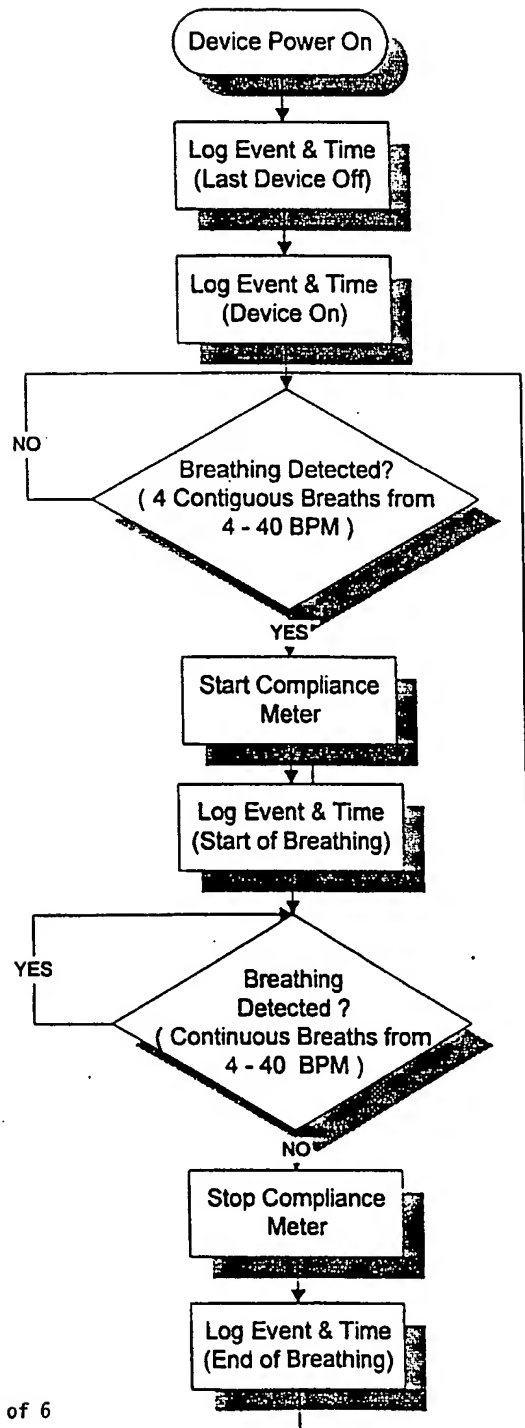 Device Power On
Log Event & Time
(Last Device Off)
Log Event & Time
(Device On)
NO
Breathing Detected?
( 4 Contiguous Breaths from
4 - 40 BPM )
YES
Start Compliance
Meter
Log Event & Time
(Start of Breathing)
YES
Breathing
Detected ?
( Continuous Breaths from
4 - 40 BPM )
NO
Stop Compliance
Meter
Log Event & Time
(End of Breathing)
of 6